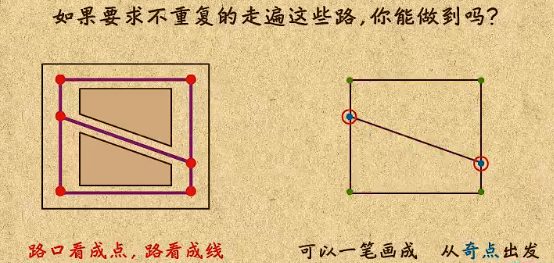 如果要求不重复的走遍这些路,你能做到吗?
路口看成点,路看成线
可以一笔画成 从奇点出发